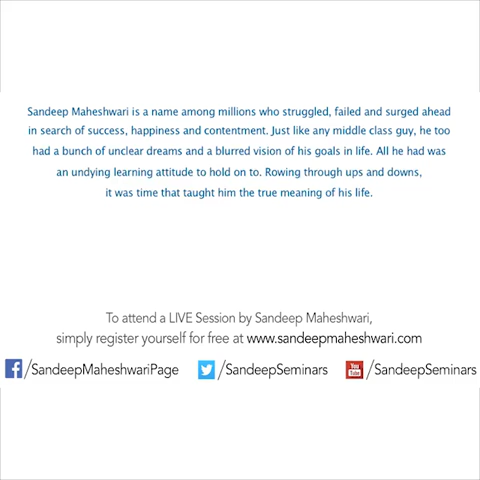 Sandeep Maheshwari is a name among millions who struggled, failed and surged ahead
in search of success, happiness and contentment. Just like any middle class guy, he too
had a bunch of unclear dreams and a blurred vision of his goals in life. All he had was
an undying learning attitude to hold on to. Rowing through ups and downs,
it was time that taught him the true meaning of his life.
To attend a LIVE Session by Sandeep Maheshwari,
simply register yourself for free at www.sandeepmaheshwari.com
f/SandeepMaheshwariPage /SandeepSeminars You Tube/SandeepSeminars